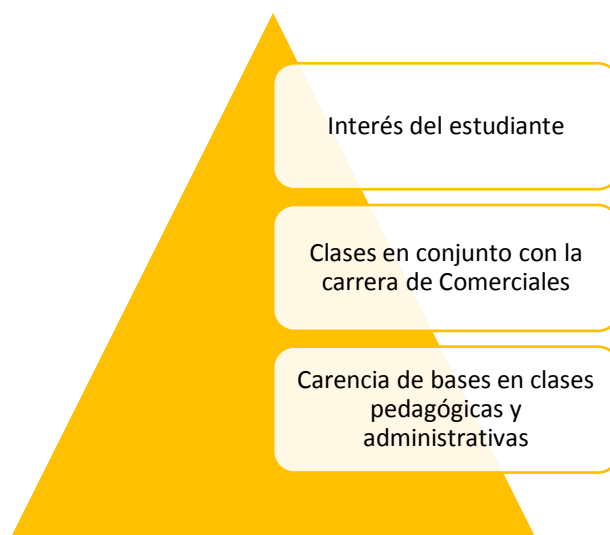 Interés del estudiante
Clases en conjunto con la
carrera de Comerciales
Carencia de bases en clases
pedagógicas y
administrativas